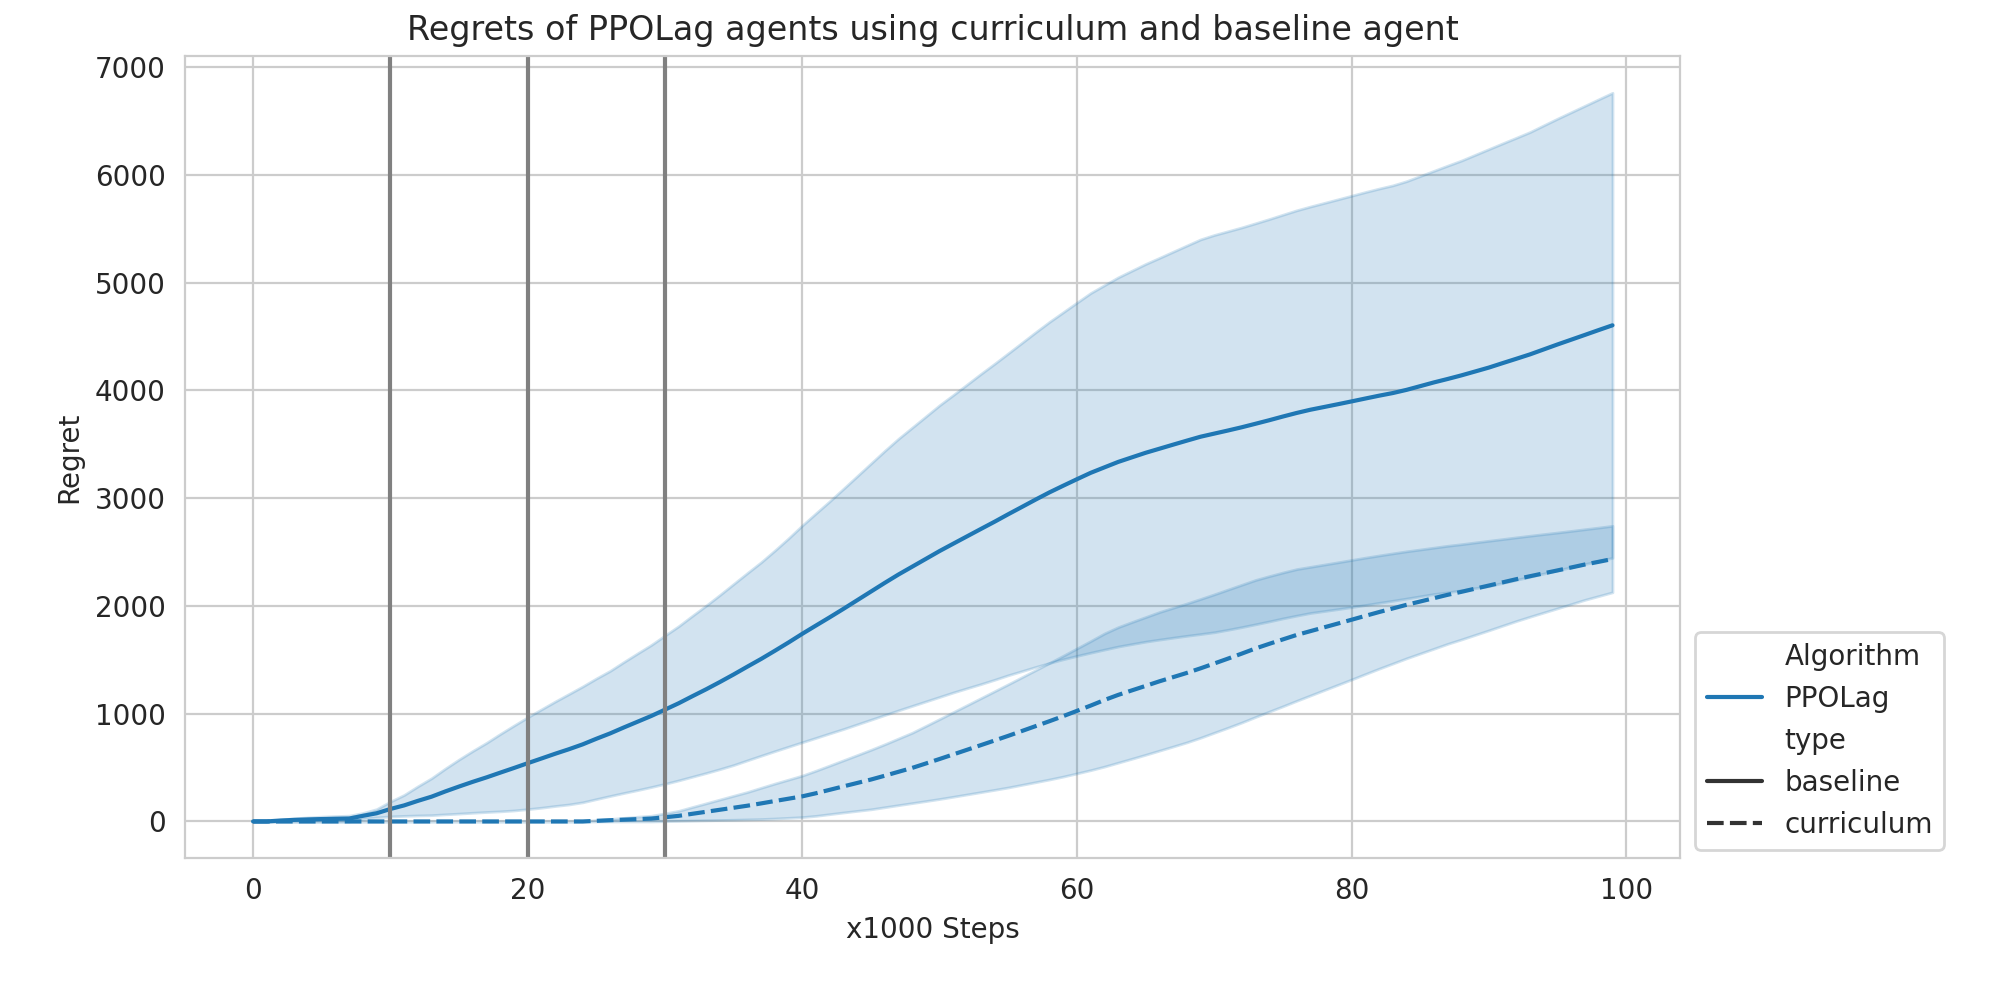 Regrets of PPOLag agents using curriculum and baseline agent
7000
6000
5000
4000
3000
2000
1000
0
Regret
0 20 40 60 80 100
x1000 Steps
Algorithm
PPOLag
type
baseline
curriculum